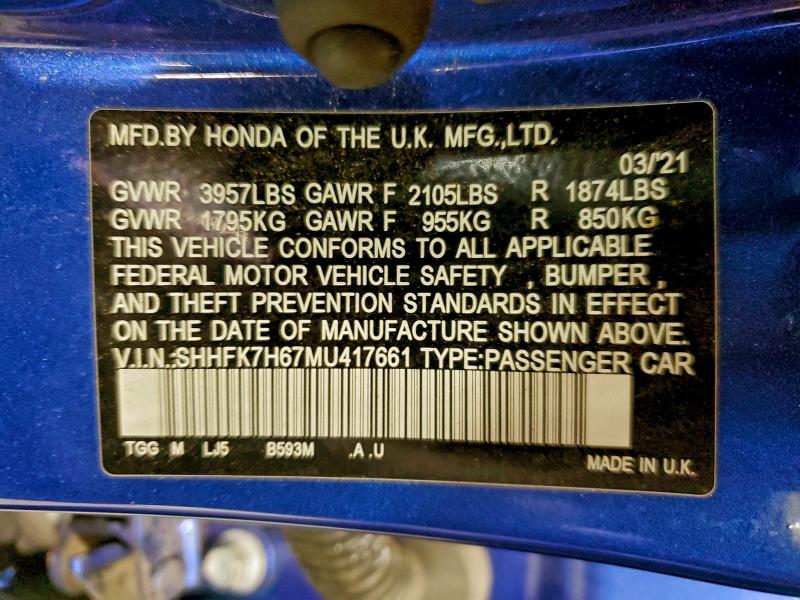 MFD.BY HONDA OF THE U.K. MFG.,LTD.
03/'21
GVWR 3957LBS GAWR F 2105LBS R 1874LBS
GVWR 1795KG GAWR F 955KG R 850KG
THIS VEHICLE CONFORMS TO ALL APPLICABLE
FEDERAL MOTOR VEHICLE SAFETY , BUMPER ,
AND THEFT PREVENTION STANDARDS IN EFFECT
ON THE DATE OF MANUFACTURE SHOWN ABOVE.
V.I.N.:SHHFK7H67MU417661 TYPE:PASSENGER CAR
TGG M LJ5 B593M .A .U
MADE IN U.K.